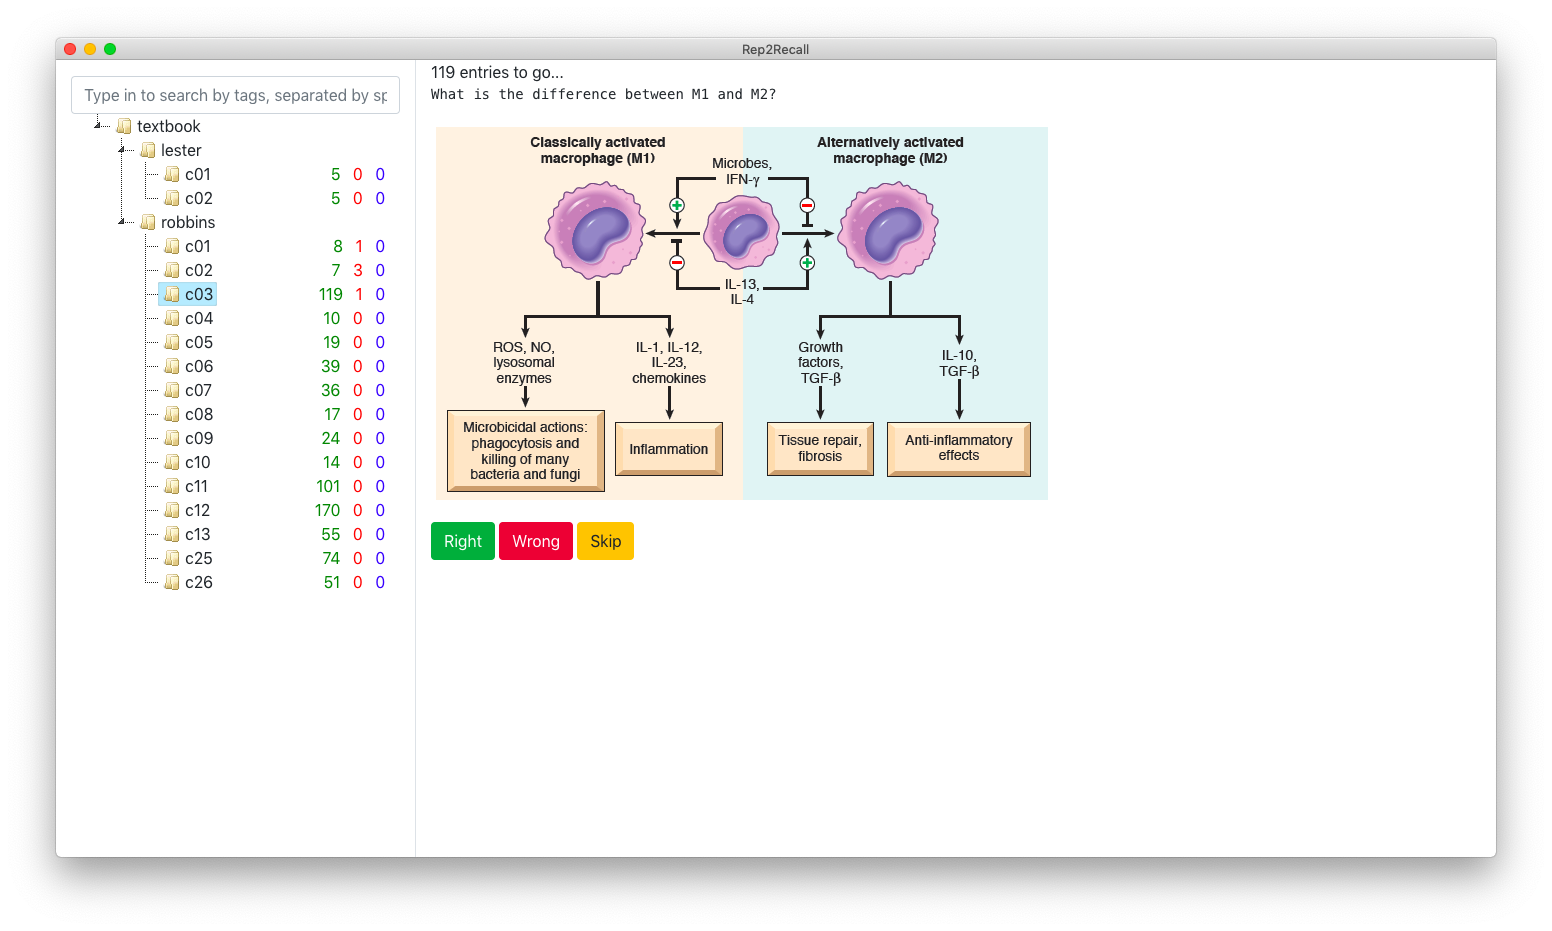 Rep2Recall
Type in to search by tags, separated by sp
textbook
lester
c01 5 0 0
c02 5 0 0
robbins
c01 8 1 0
c02 7 3 0
c03 119 1 0
c04 10 0 0
c05 19 0 0
c06 39 0 0
c07 36 0 0
c08 17 0 0
c09 24 0 0
c10 14 0 0
c11 101 0 0
c12 170 0 0
c13 55 0 0
c25 74 0 0
c26 51 0 0
119 entries to go...
What is the difference between M1 and M2?
Classically activated
macrophage (M1)
Alternatively activated
macrophage (M2)
Microbes,
IFN-γ
IL-13,
IL-4
ROS, NO,
lysosomal
enzymes
IL-1, IL-12,
IL-23,
chemokines
Growth
factors,
TGF-β
IL-10,
TGF-β
Microbicidal actions:
phagocytosis and
killing of many
bacteria and fungi
Inflammation
Tissue repair,
fibrosis
Anti-inflammatory
effects
Right Wrong Skip